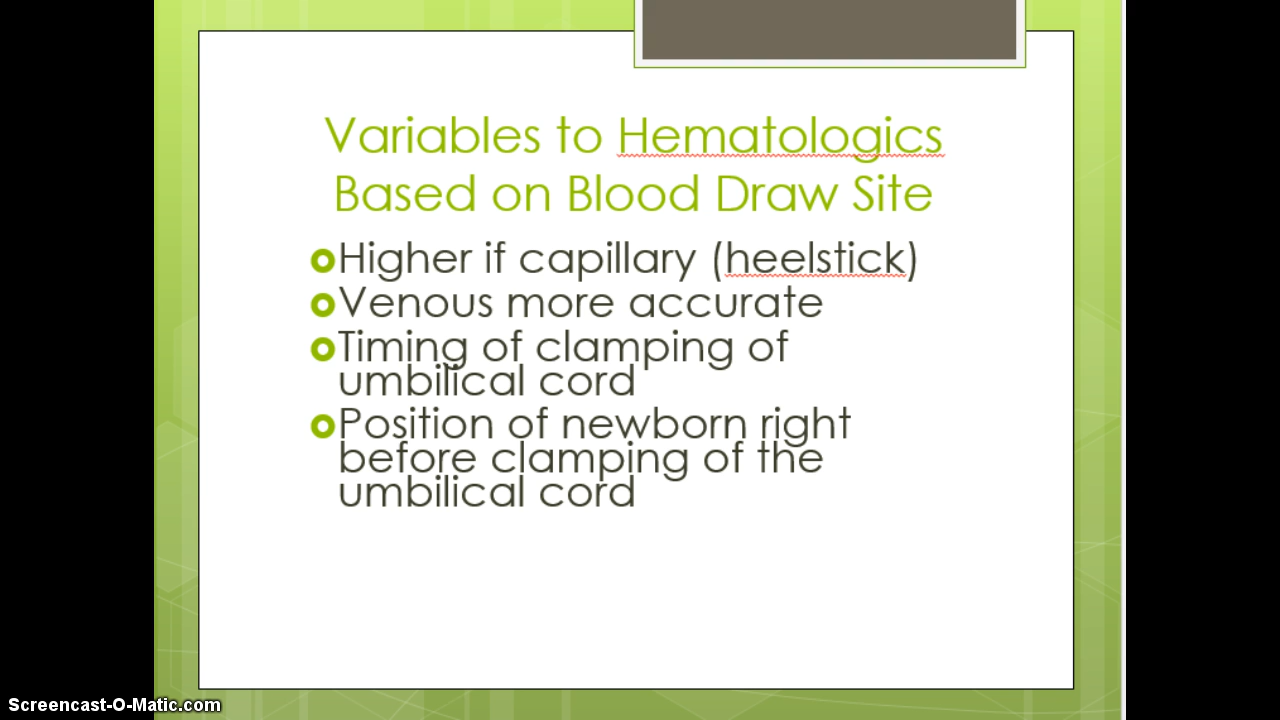 Variables to Hematologics
Based on Blood Draw Site
Higher if capillary (heelstick)
Venous more accurate
Timing of clamping of
umbilical cord
Position of newborn right
before clamping of the
umbilical cord
Screencast-O-Matic.com